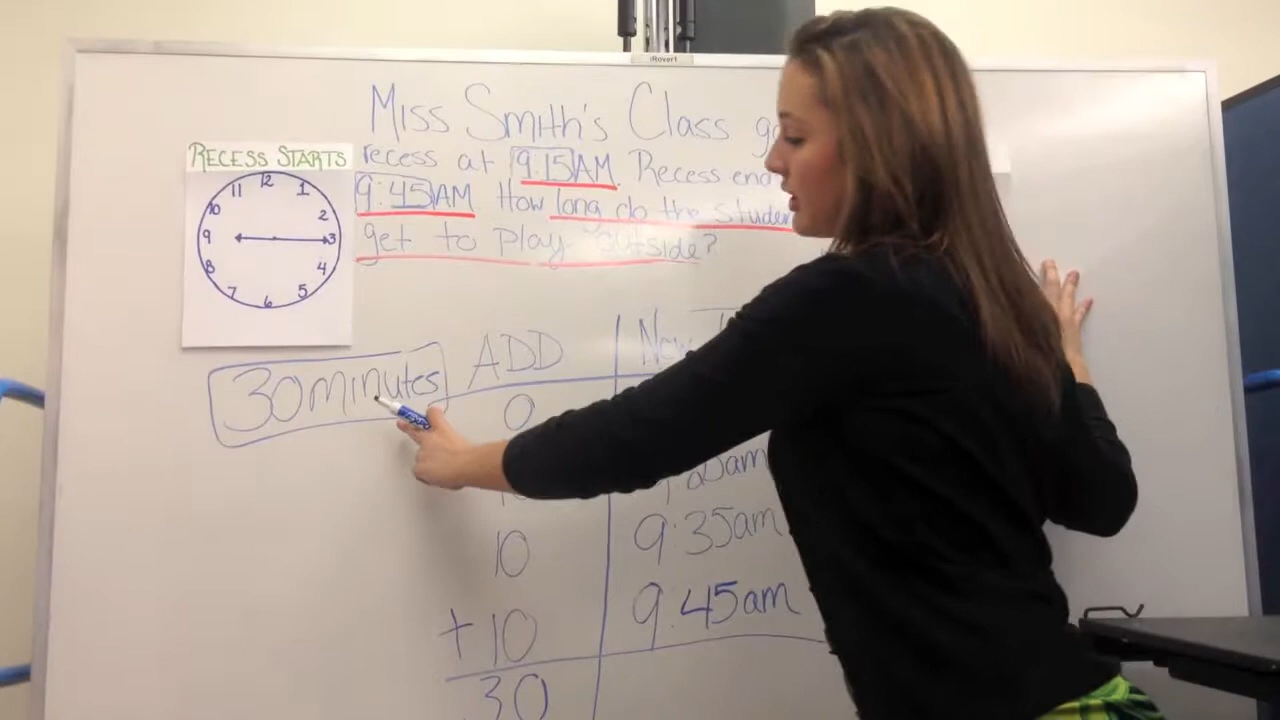 iRover
Miss Smith's Class
RECESS STARTS
recess at 9:15AM. Recess
9:45AM How long do the
get to play outside?
12
11 1
10 2
9 3
8 4
7 5
6
30 minutes
ADD
0
10 9:35am
+10 9:45am
30